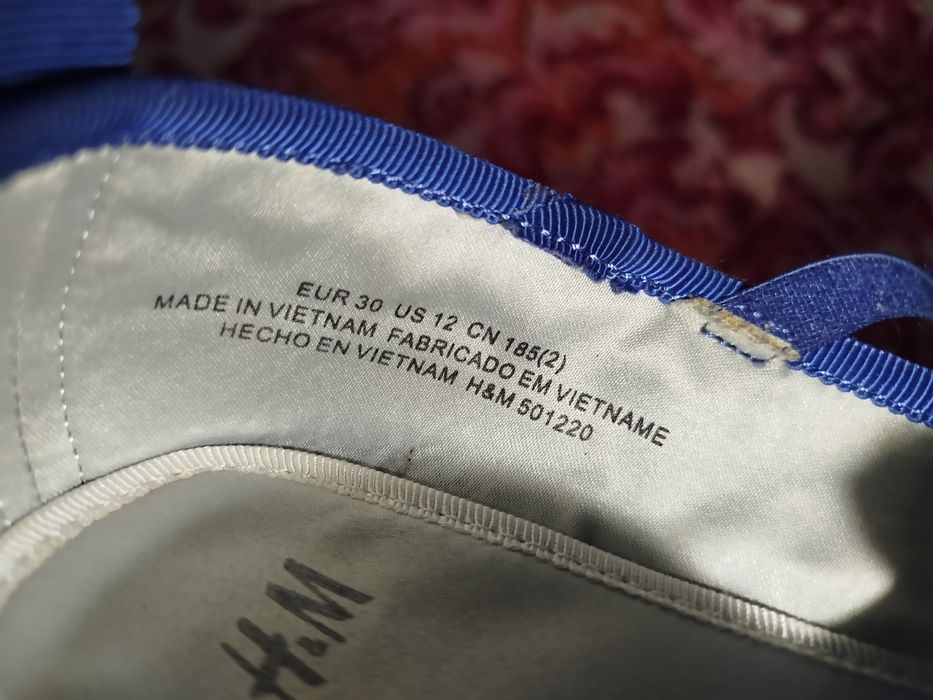 EUR 30 US 12 CN 185(2)
MADE IN VIETNAM FABRICADO EM VIETNAME
HECHO EN VIETNAM H&M 501220
H&M